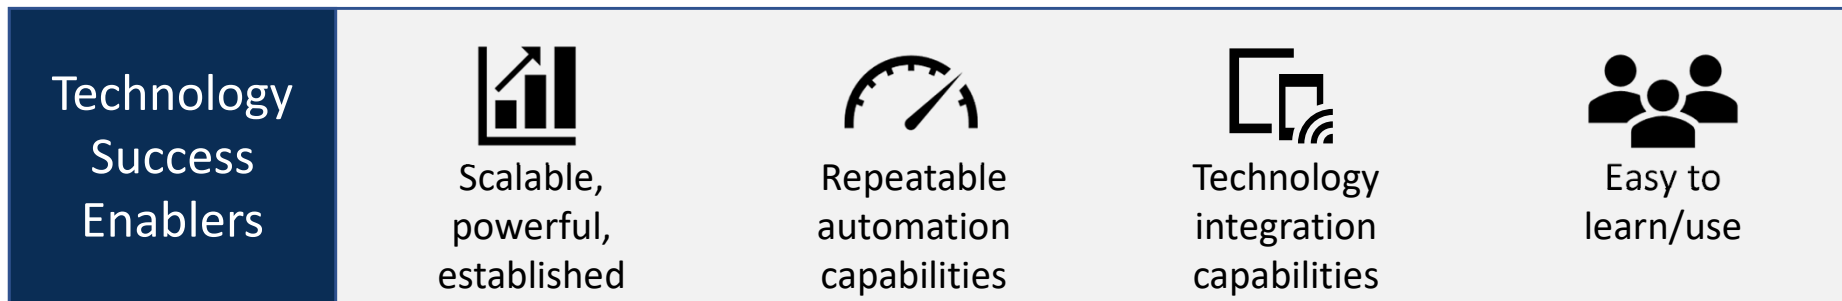 Technology
Success
Enablers
Scalable,
powerful,
established
Repeatable
automation
capabilities
Technology
integration
capabilities
Easy to
learn/use